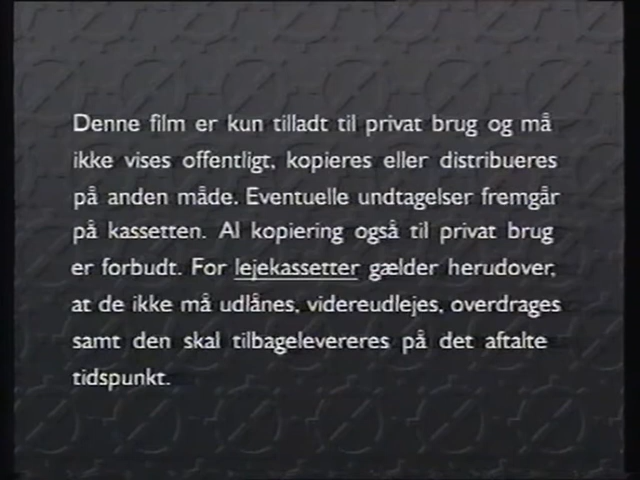 Denne film er kun tilladt til privat brug og må
ikke vises offentligt, kopieres eller distribueres
på anden måde. Eventuelle undtagelser fremgår
på kassetten. Al kopiering også til privat brug
er forbudt. For lejekassetter gælder herudover,
at de ikke må udlånes, videreudlejes, overdrages
samt den skal tilbagelevereres på det aftalte
tidspunkt.